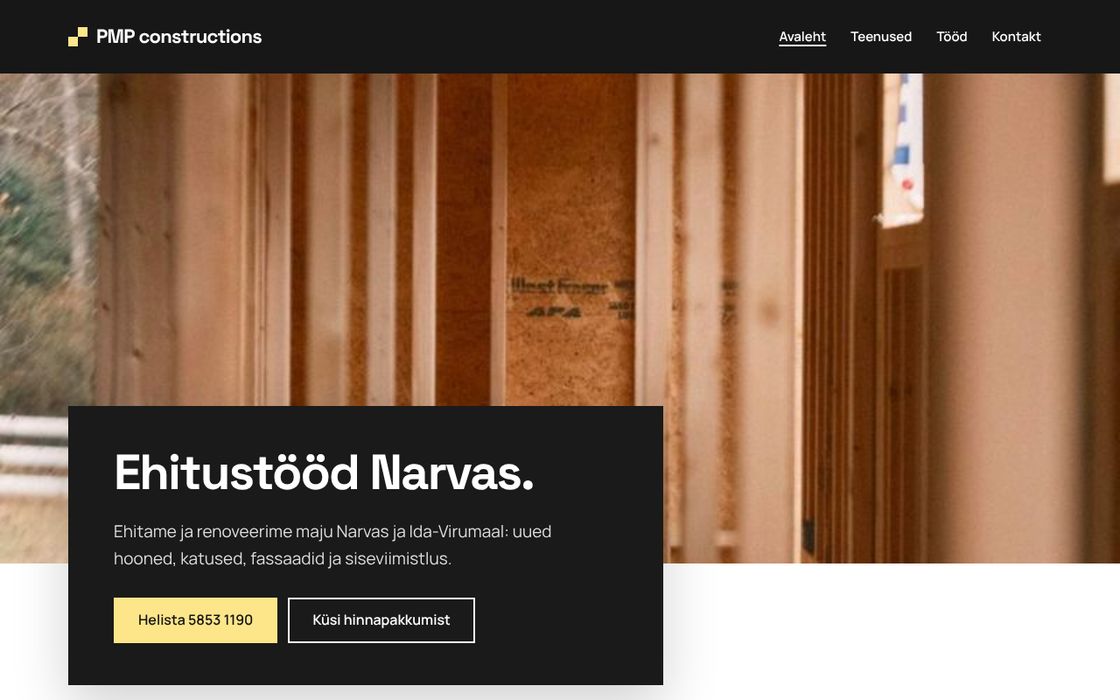 PMP constructions
Avaleht
Teenused
Tööd
Kontakt
APA
Ehitustööd Narvas.
Ehitame ja renoveerime maju Narvas ja Ida-Virumaal: uued
hooned, katused, fassaadid ja siseviimistlus.
Helista 5853 1190
Küsi hinnapakkumist